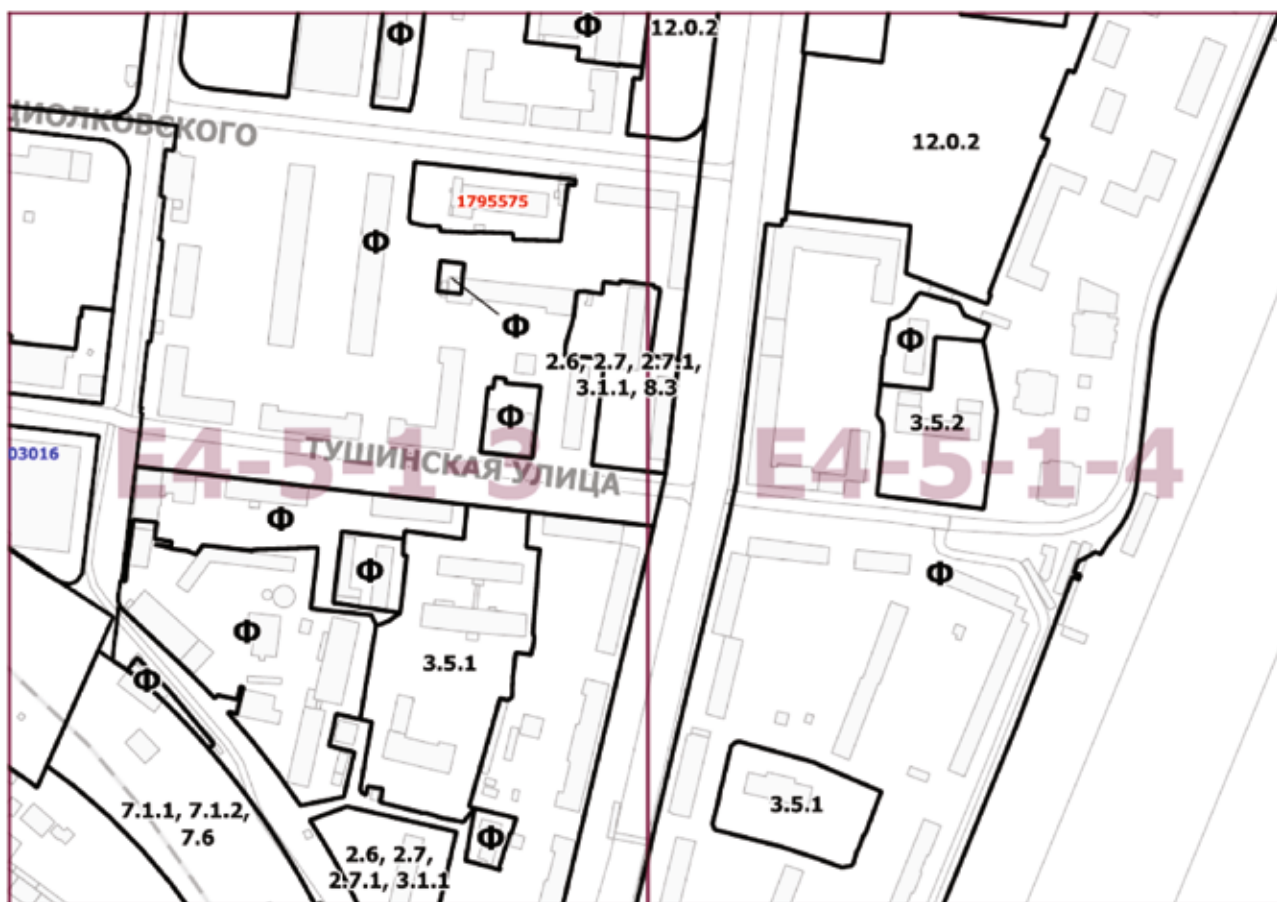 Ф
Ф
12.0.2
ЦИОЛКОВСКОГО
12.0.2
1795575
Ф
Ф
Ф
2.6, 2.7, 2.7.1,
3.1.1, 8.3
Ф
3.5.2
03016
E4-5-1-3
ТУШИНСКАЯ УЛИЦА
E4-5-1-4
Ф
Ф
Ф
Ф
3.5.1
Ф
7.1.1, 7.1.2,
7.6
3.5.1
Ф
2.6, 2.7,
2.7.1, 3.1.1